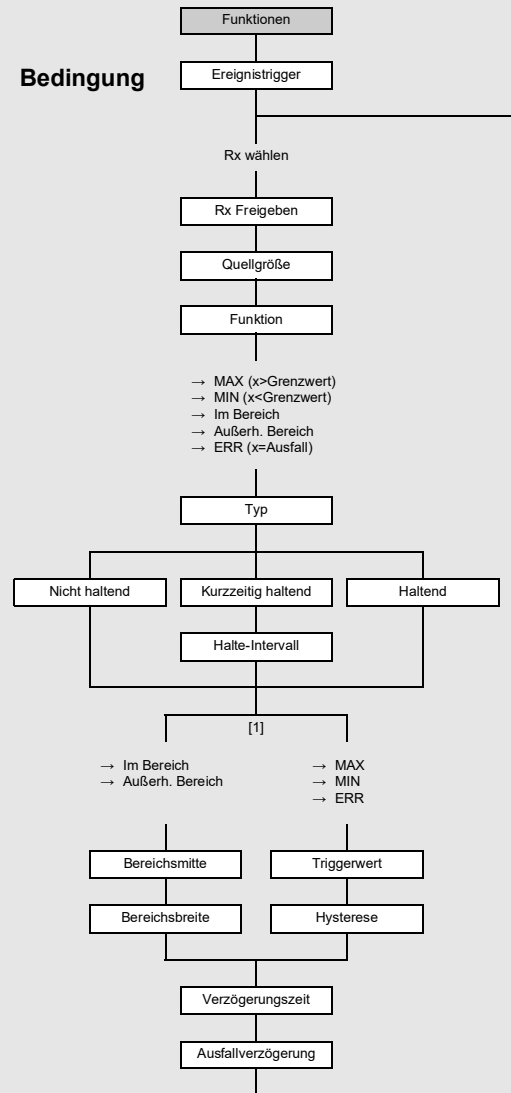 Funktionen
Bedingung
Ereignistrigger
Rx wählen
Rx Freigeben
Quellgröße
Funktion
→ MAX (x>Grenzwert)
→ MIN (x<Grenzwert)
→ Im Bereich
→ Außerh. Bereich
→ ERR (x=Ausfall)
Typ
Nicht haltend
Kurzzeitig haltend
Haltend
Halte-Intervall
[1]
→ Im Bereich
→ Außerh. Bereich
→ MAX
→ MIN
→ ERR
Bereichsmitte
Triggerwert
Bereichsbreite
Hysterese
Verzögerungszeit
Ausfallverzögerung